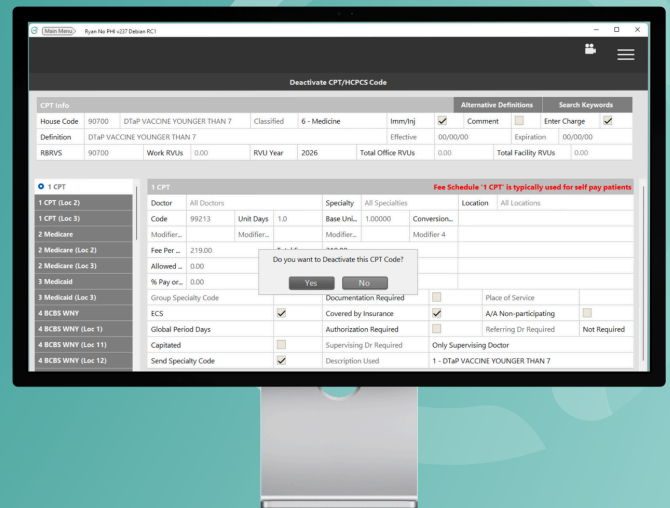 Main Menu Ryan No PHI v237 Debian RC1
Deactivate CPT/HCPCS Code
CPT Info Alternative Definitions Search Keywords
House Code 90700 DTaP VACCINE YOUNGER THAN 7 Classified 6 - Medicine Imm/Inj Comment Enter Charge
Definition DTaP VACCINE YOUNGER THAN 7 Effective 00/00/00 Expiration 00/00/00
RBRVS 90700 Work RVUs 0.00 RVU Year 2026 Total Office RVUs 0.00 Total Facility RVUs 0.00
1 CPT
1 CPT (Loc 2)
1 CPT (Loc 3)
2 Medicare
2 Medicare (Loc 2)
2 Medicare (Loc 3)
3 Medicaid
3 Medicaid (Loc 3)
4 BCBS WNY
4 BCBS WNY (Loc 1)
4 BCBS WNY (Loc 11)
4 BCBS WNY (Loc 12)
1 CPT Fee Schedule '1 CPT' is typically used for self pay patients
Doctor All Doctors Specialty All Specialties Location All Locations
Code 99213 Unit Days 1.0 Base Uni... 1.00000 Conversion...
Modifier... Modifier... Modifier... Modifier 4
Fee Per ... 219.00
Allowed ... 0.00
% Pay or... 0.00
Do you want to Deactivate this CPT Code?
Yes No
Group Specialty Code Documentation Required Place of Service
ECS Covered by Insurance A/A Non-participating
Global Period Days Authorization Required Referring Dr Required Not Required
Capitated Supervising Dr Required Only Supervising Doctor
Send Specialty Code Description Used 1 - DTaP VACCINE YOUNGER THAN 7